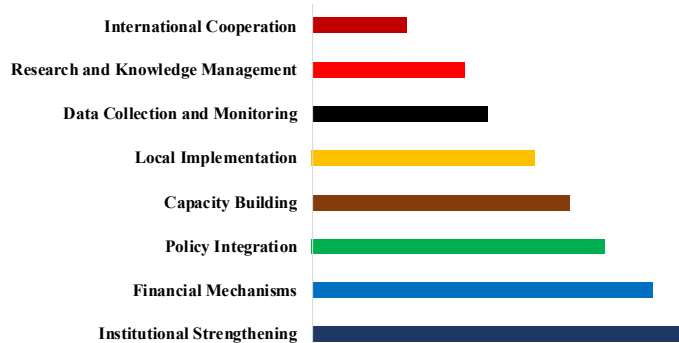 International Cooperation
Research and Knowledge Management
Data Collection and Monitoring
Local Implementation
Capacity Building
Policy Integration
Financial Mechanisms
Institutional Strengthening